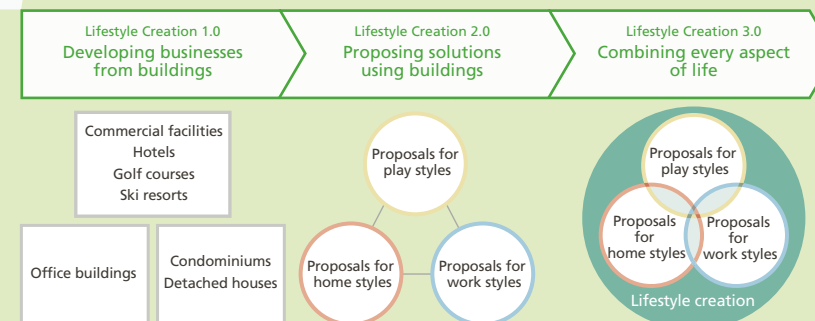 Lifestyle Creation 1.0
Developing businesses
from buildings
Lifestyle Creation 2.0
Proposing solutions
using buildings
Lifestyle Creation 3.0
Combining every aspect
of life
Commercial facilities
Hotels
Golf courses
Ski resorts
Office buildings
Condominiums
Detached houses
Proposals for
play styles
Proposals for
home styles
Proposals for
work styles
Proposals for
play styles
Proposals
for
home styles
Proposals
for
work styles
Lifestyle creation